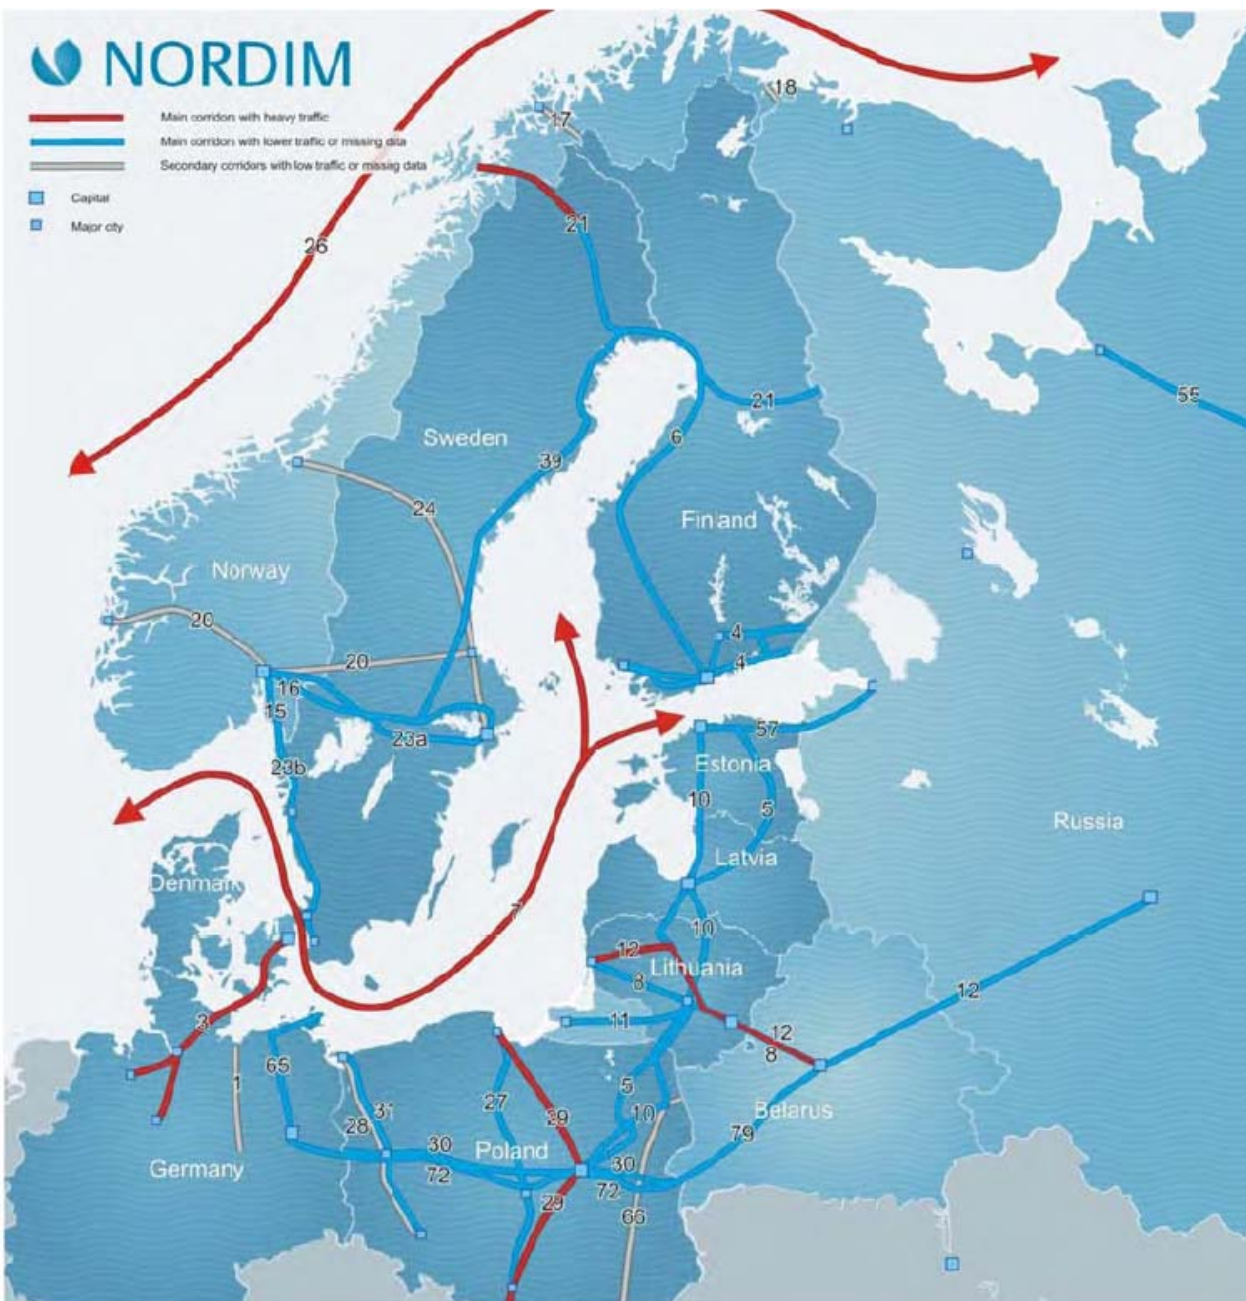 NORDIM
Main corridors with heavy traffic
Main corridors with lower traffic or missing data
Secondary corridors with low traffic or missig data
Capital
Major city
18
17
21
26
55
21
6
Sweden
39
24
Finland
Norway
20
4
20
4
16
15
23a
57
Estonia
23b
10
5
Russia
Latvia
Denmark
7
10
12
Lithuania
8
12
11
3
12
8
65
1
5
27
31
29
10
Belarus
28
79
30
Poland
30
Germany
72
72
29
66